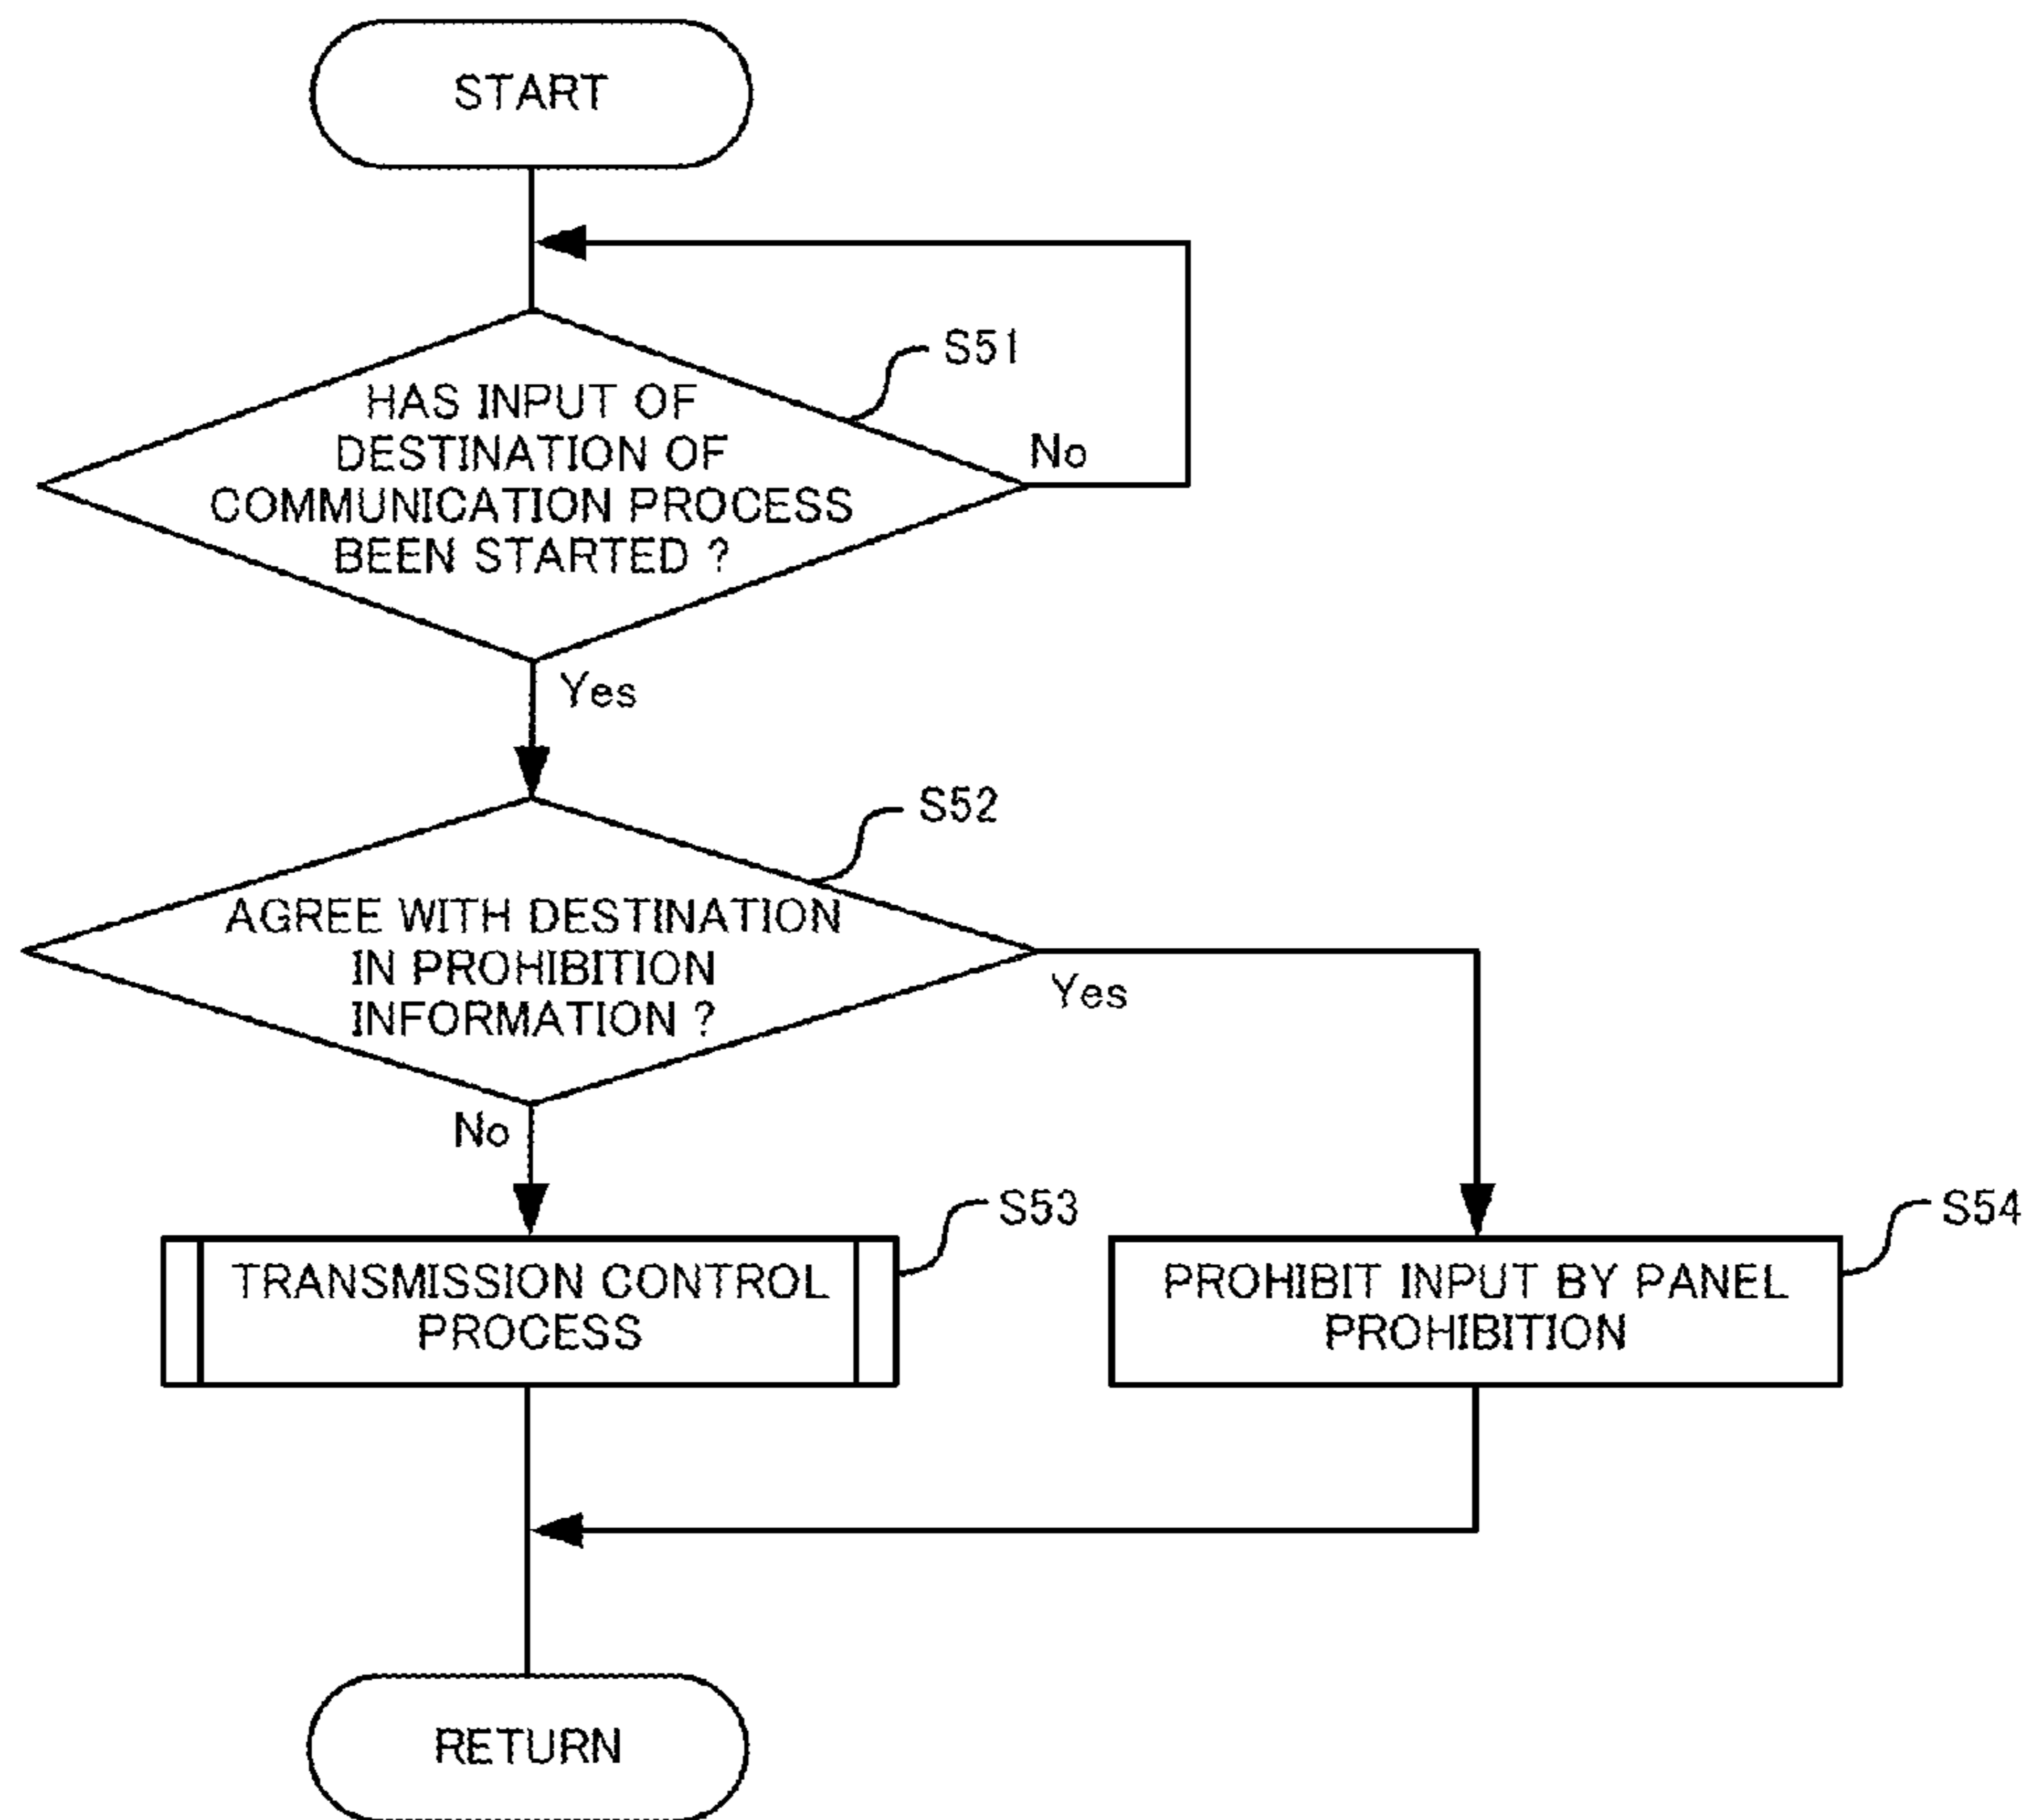 START
S51
HAS INPUT OF
DESTINATION OF
COMMUNICATION PROCESS
BEEN STARTED ?
No
Yes
S52
AGREE WITH DESTINATION
IN PROHIBITION
INFORMATION ?
Yes
No
S53
TRANSMISSION CONTROL
PROCESS
S54
PROHIBIT INPUT BY PANEL
PROHIBITION
RETURN